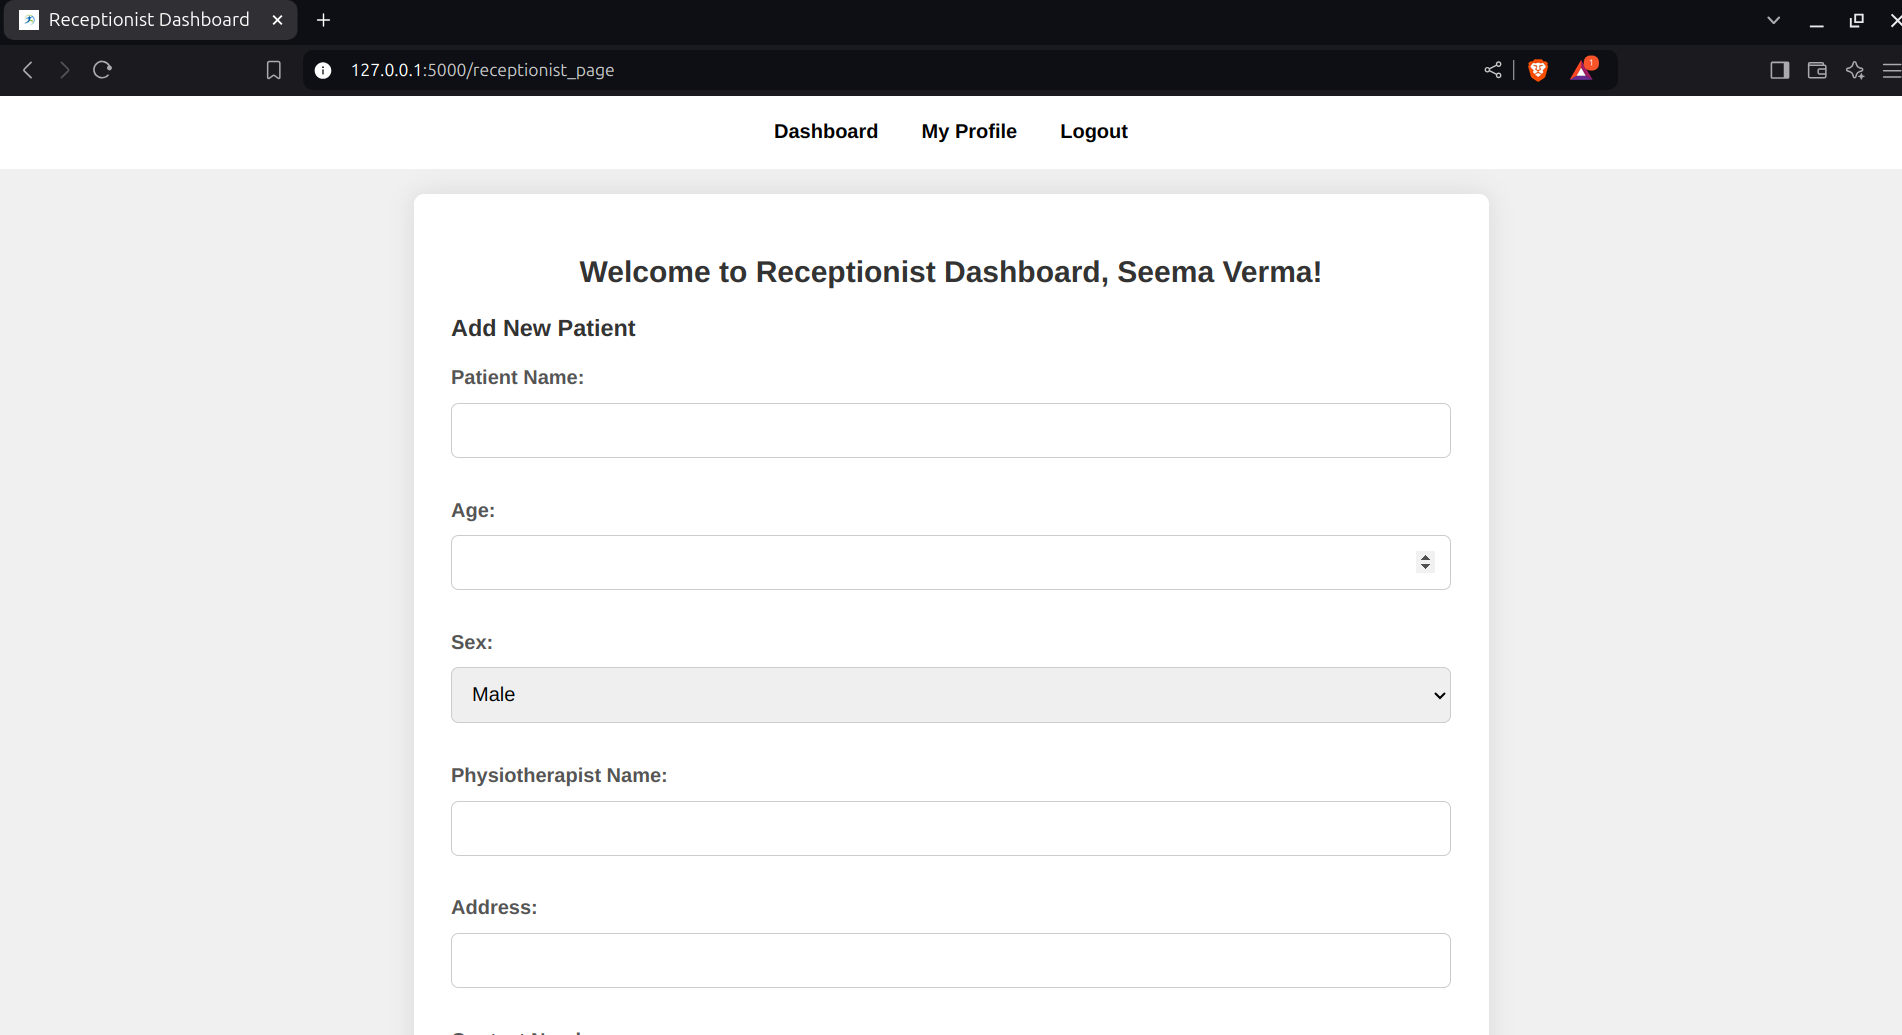 Receptionist Dashboard
127.0.0.1:5000/receptionist_page
1
Dashboard My Profile Logout
Welcome to Receptionist Dashboard, Seema Verma!
Add New Patient
Patient Name:
Age:
Sex:
Male
Physiotherapist Name:
Address: